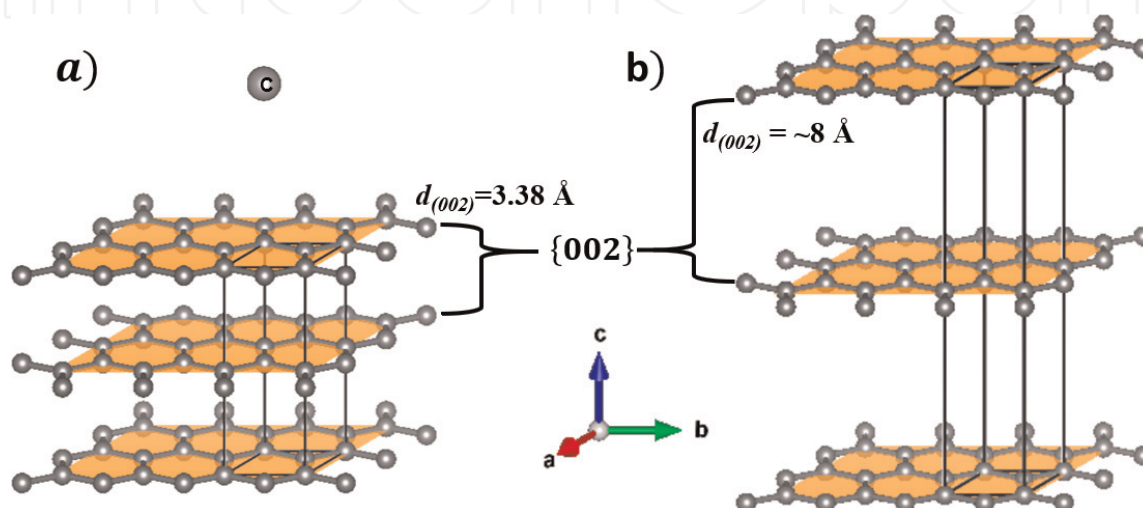 a)
C
b)
d(002) = ~8 Å
d(002)=3.38 Å
{002}
c
b
a